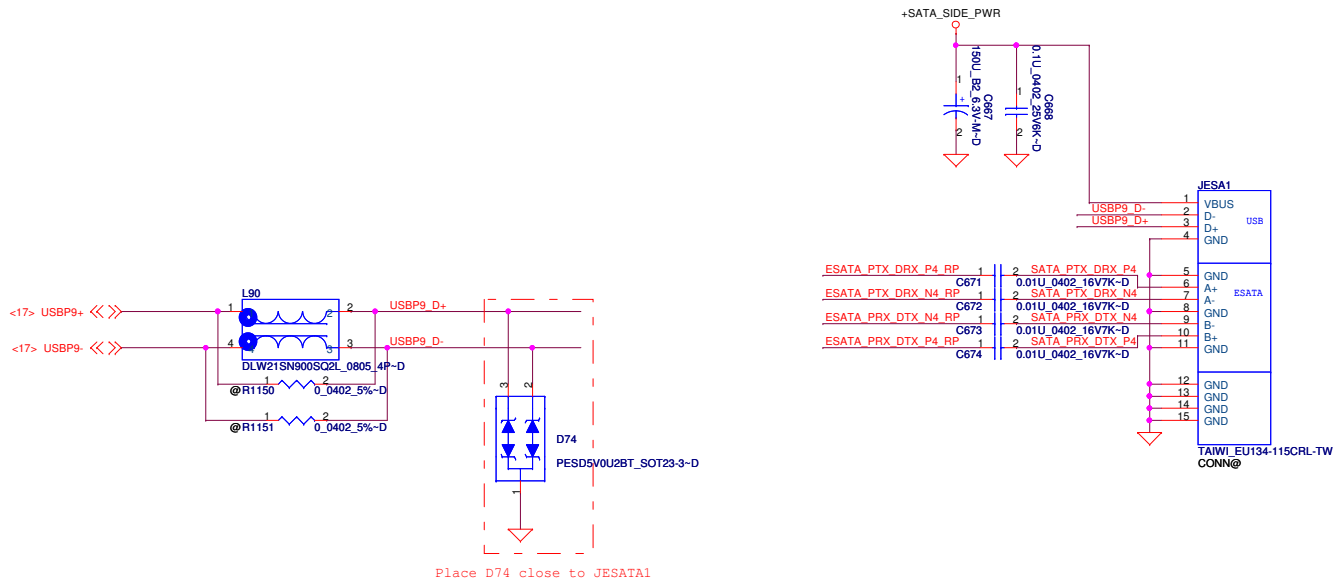 +SATA_SIDE_PWR
1
+
2
C667
150U_B2_6.3V-M~D
1
2
C668
0.1U_0402_25V6K~D
JESA1
1
VBUS
USBP9_D-
2
D-
USB
USBP9_D+
3
D+
4
GND
ESATA_PTX_DRX_P4_RP
1
2
SATA_PTX_DRX_P4
5
GND
C671
0.01U_0402_16V7K~D
6
A+
ESATA
ESATA_PTX_DRX_N4_RP
1
2
SATA_PTX_DRX_N4
7
A-
C672
0.01U_0402_16V7K~D
8
GND
ESATA_PRX_DTX_N4_RP
1
2
SATA_PRX_DTX_N4
9
B-
C673
0.01U_0402_16V7K~D
10
B+
ESATA_PRX_DTX_P4_RP
1
2
SATA_PRX_DTX_P4
11
GND
C674
0.01U_0402_16V7K~D
12
GND
13
GND
14
GND
15
GND
TAIWI_EU134-115CRL-TW
CONN@
L90
<17> USBP9+
1
2
2
USBP9_D+
<17> USBP9-
4
3
3
USBP9_D-
DLW21SN900SQ2L_0805_4P~D
1
2
@R1150
0_0402_5%~D
1
2
@R1151
0_0402_5%~D
3
2
D74
PESD5V0U2BT_SOT23-3~D
1
Place D74 close to JESATA1